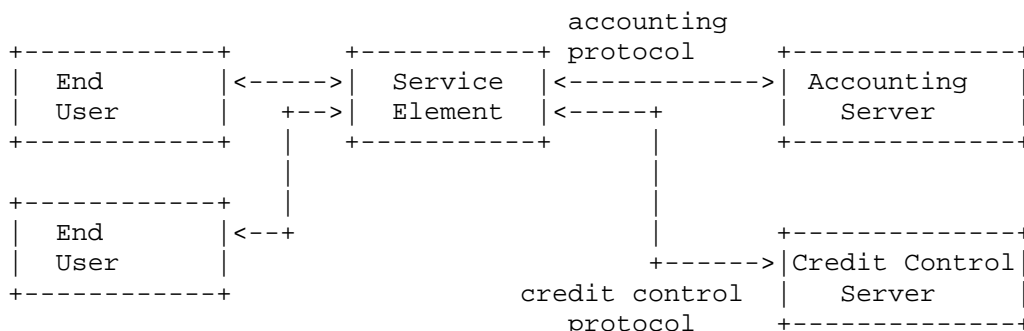 accounting
protocol
End Service Accounting
User Element Server
End
User
Credit Control
credit control Server
protocol